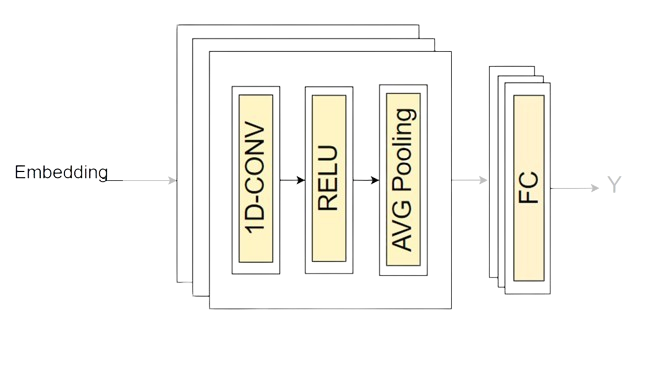 Embedding
1D-CONV
RELU
AVG Pooling
FC
Y